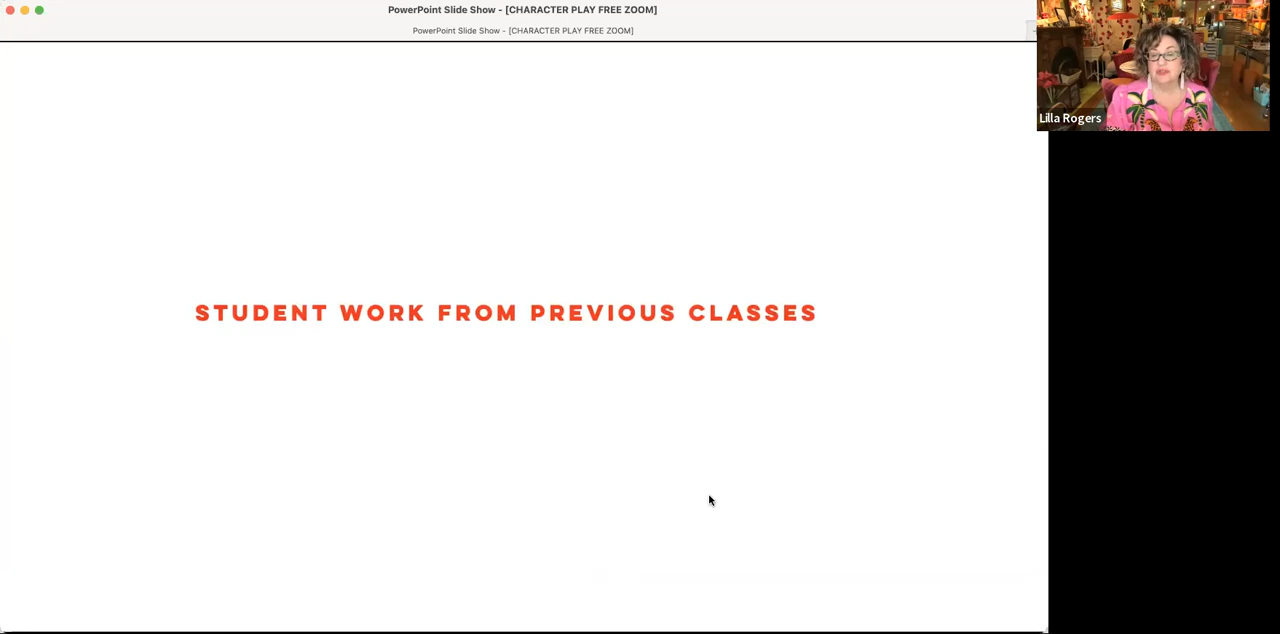 PowerPoint Slide Show - [CHARACTER PLAY FREE ZOOM]
PowerPoint Slide Show - [CHARACTER PLAY FREE ZOOM]
Lilla Rogers
STUDENT WORK FROM PREVIOUS CLASSES